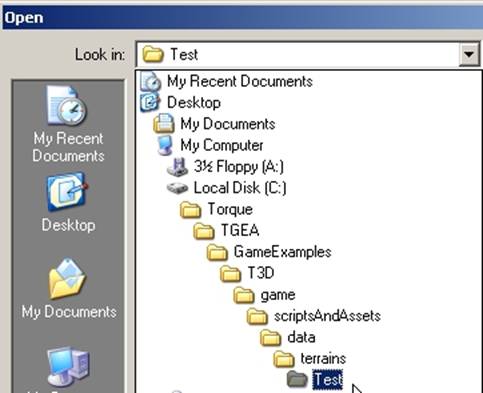 Open
Look in:
Test
My Recent Documents
Desktop
My Documents
My Computer
3½ Floppy (A:)
Local Disk (C:)
Torque
TGEA
GameExamples
T3D
game
scriptsAndAssets
data
terrains
Test
My Recent
Documents
Desktop
My Documents